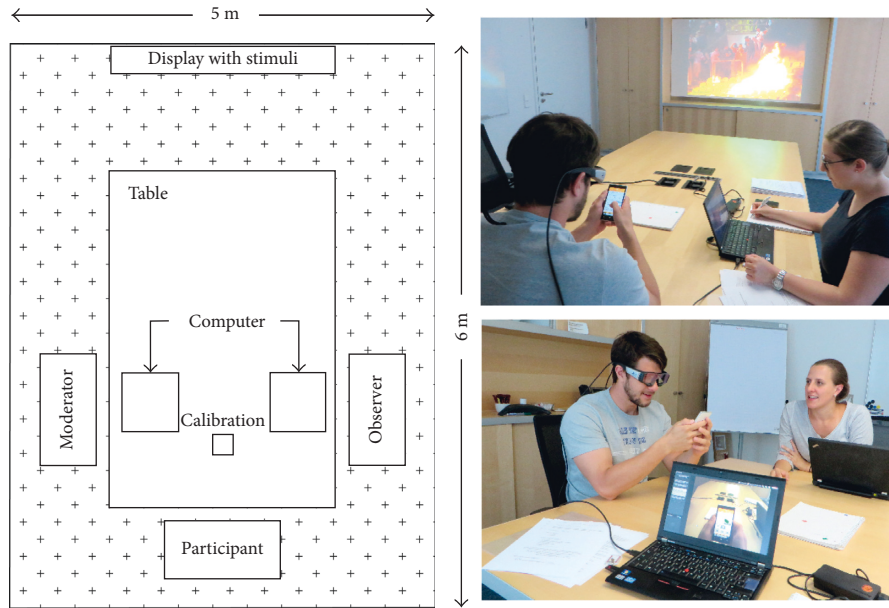 5 m
Display with stimuli
Table
Computer
Moderator
Observer
Calibration
Participant
6 m